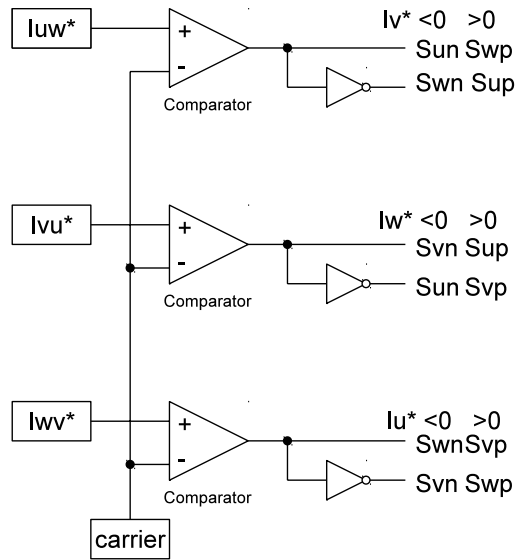 Iuw*
+
-
Comparator
Iv* <0 >0
Sun Swp
Swn Sup
Ivu*
+
-
Comparator
Iw* <0 >0
Svn Sup
Sun Svp
Iwv*
+
-
Comparator
Iu* <0 >0
SwnSvp
Svn Swp
carrier